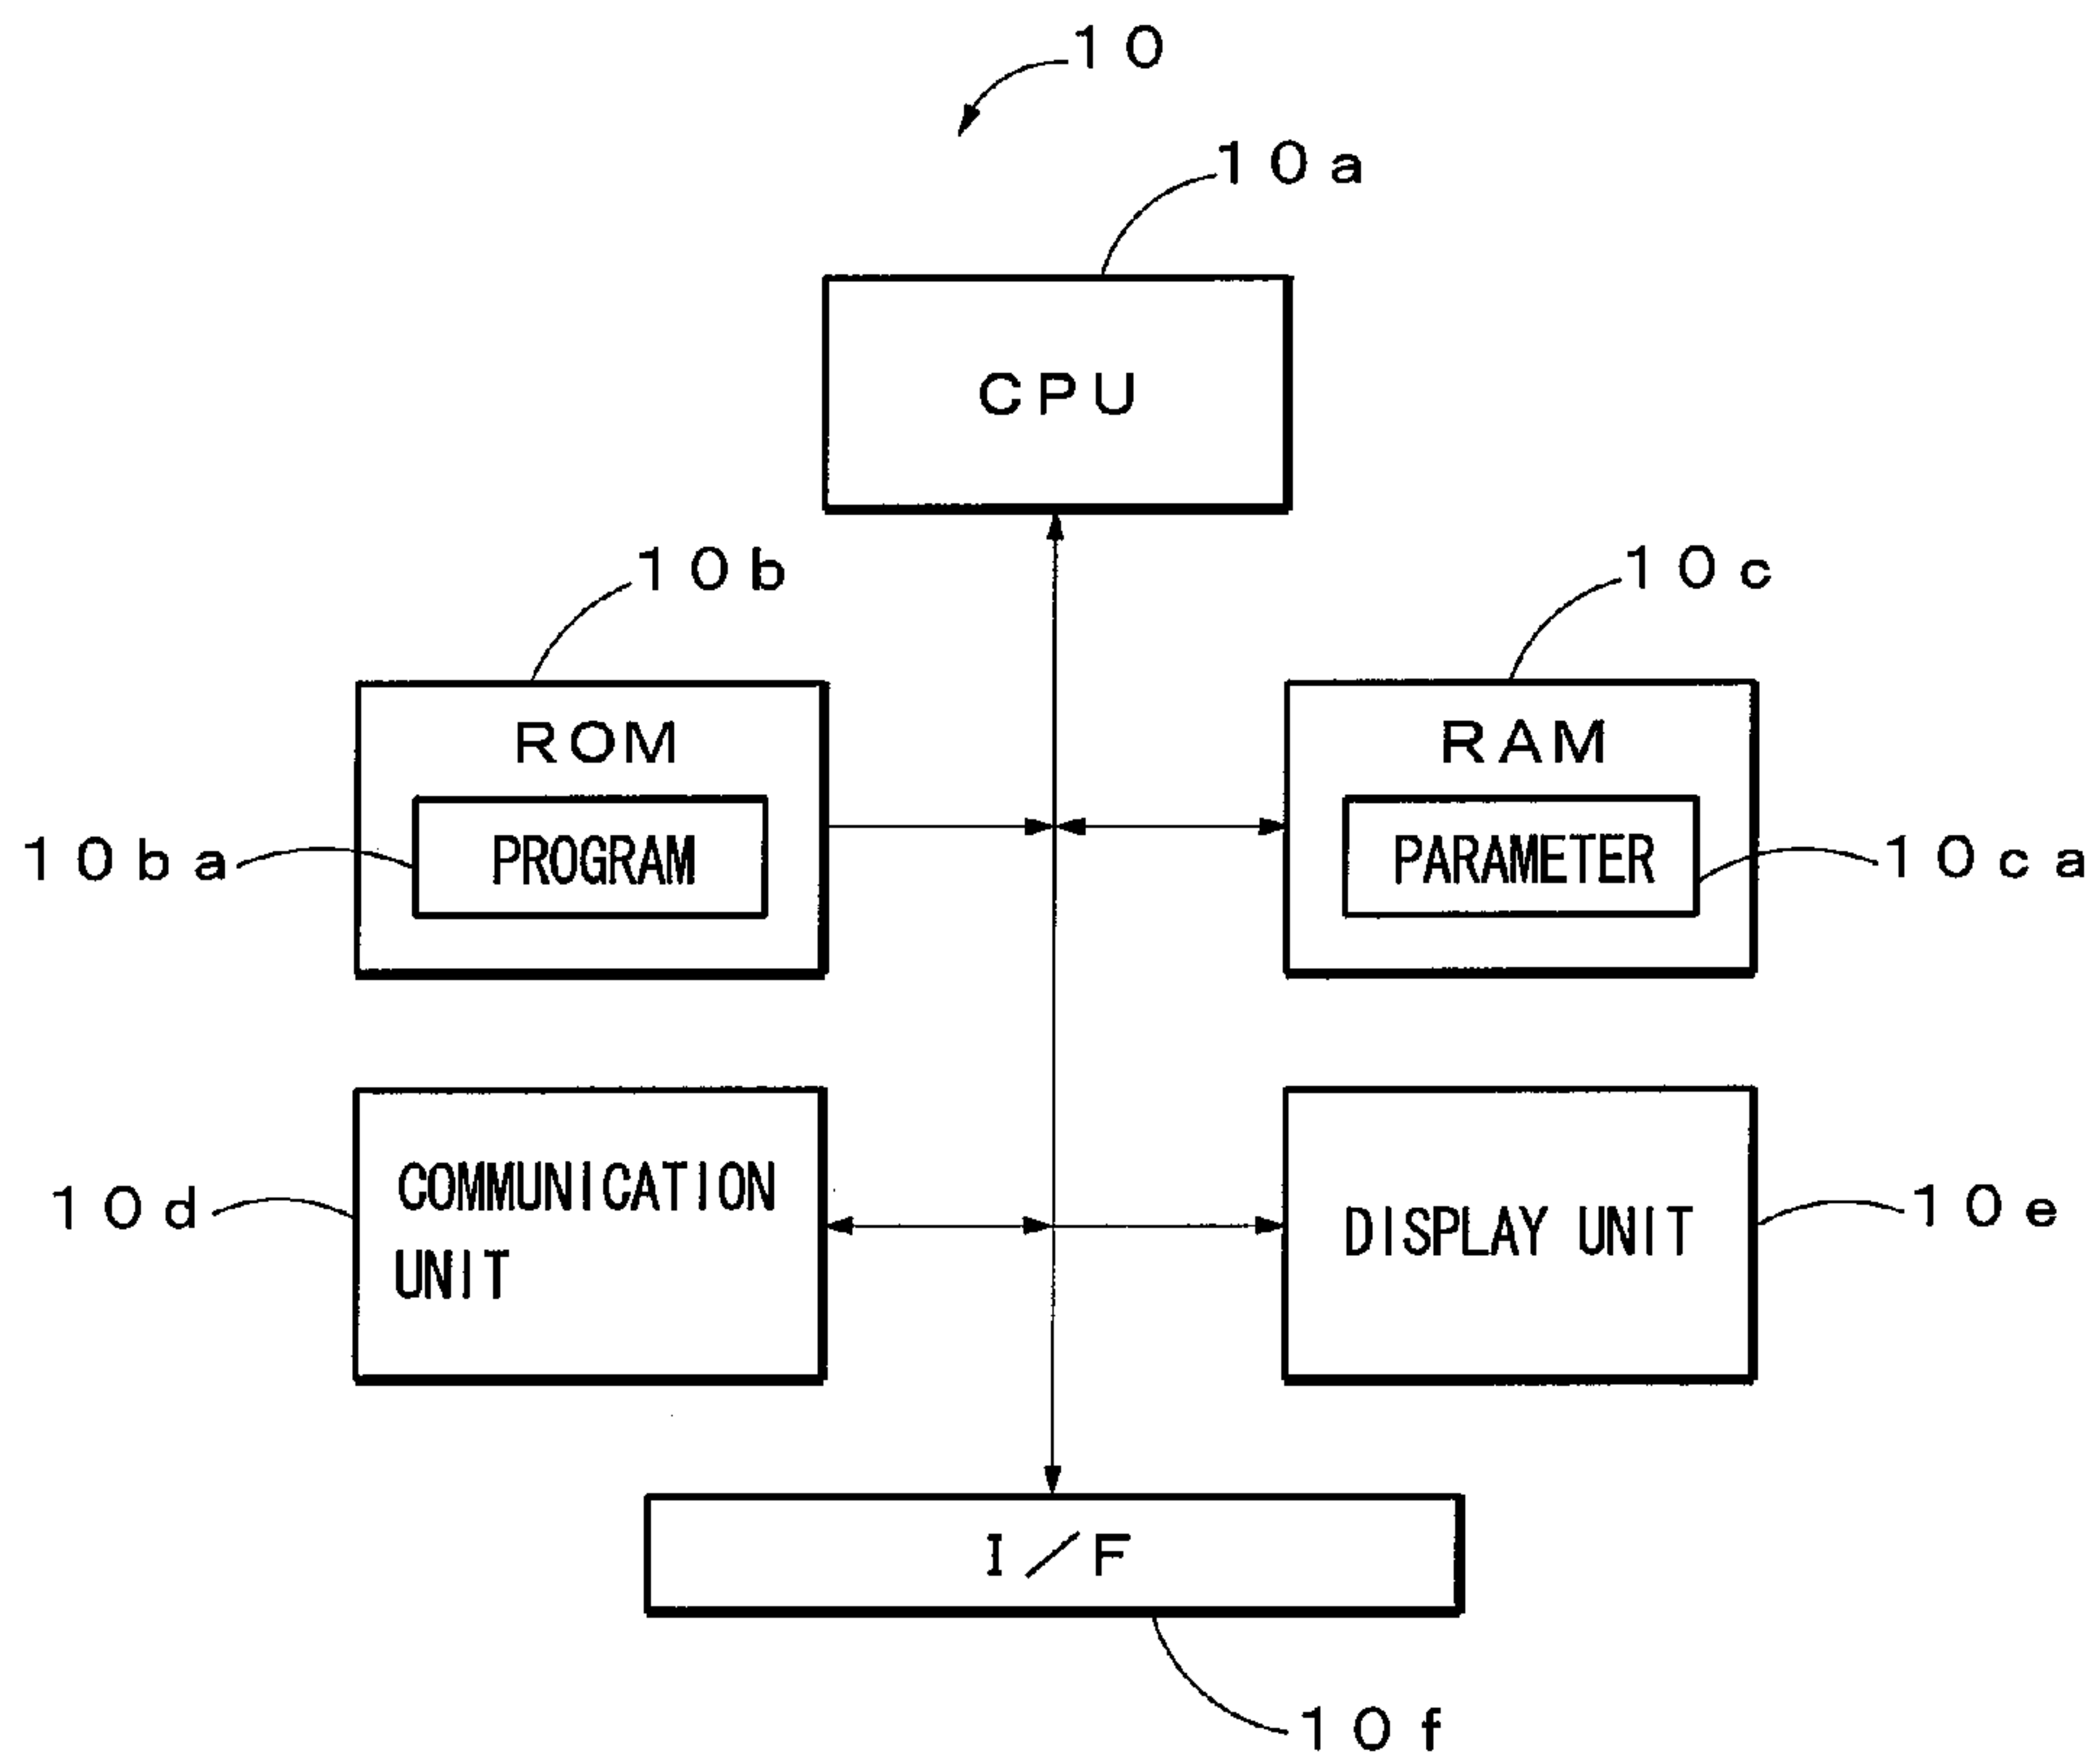 10
10a
CPU
10b
10c
ROM
RAM
10ba
PROGRAM
PARAMETER
10ca
COMMUNICATION
UNIT
10d
DISPLAY UNIT
10e
I/F
10f